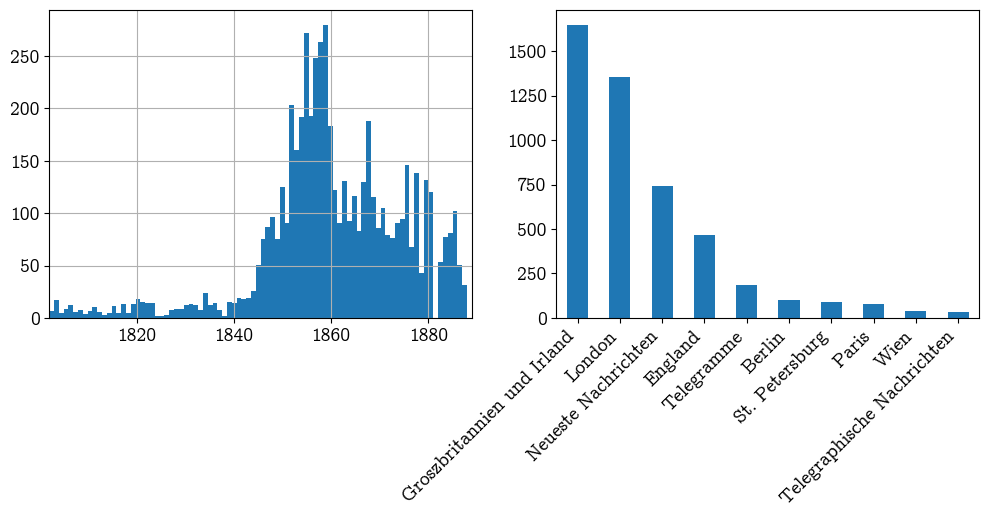 250
200
150
100
50
0
1820 1840 1860 1880
1500
1250
1000
750
500
250
0
Groszbritannien und Irland
London
Neueste Nachrichten
England
Telegramme
Berlin
St. Petersburg
Paris
Wien
Telegraphische Nachrichten